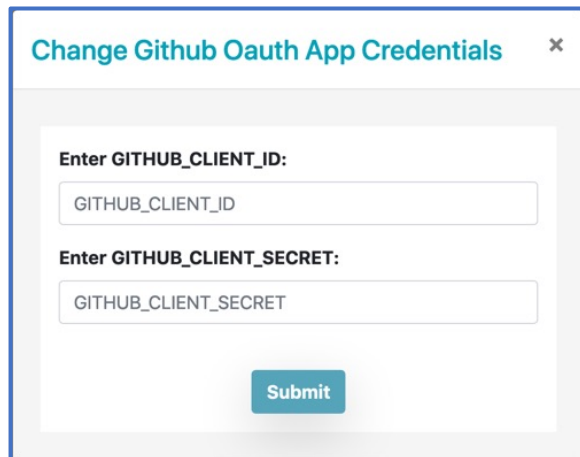 Change Github Oauth App Credentials ×
Enter GITHUB_CLIENT_ID:
GITHUB_CLIENT_ID
Enter GITHUB_CLIENT_SECRET:
GITHUB_CLIENT_SECRET
Submit